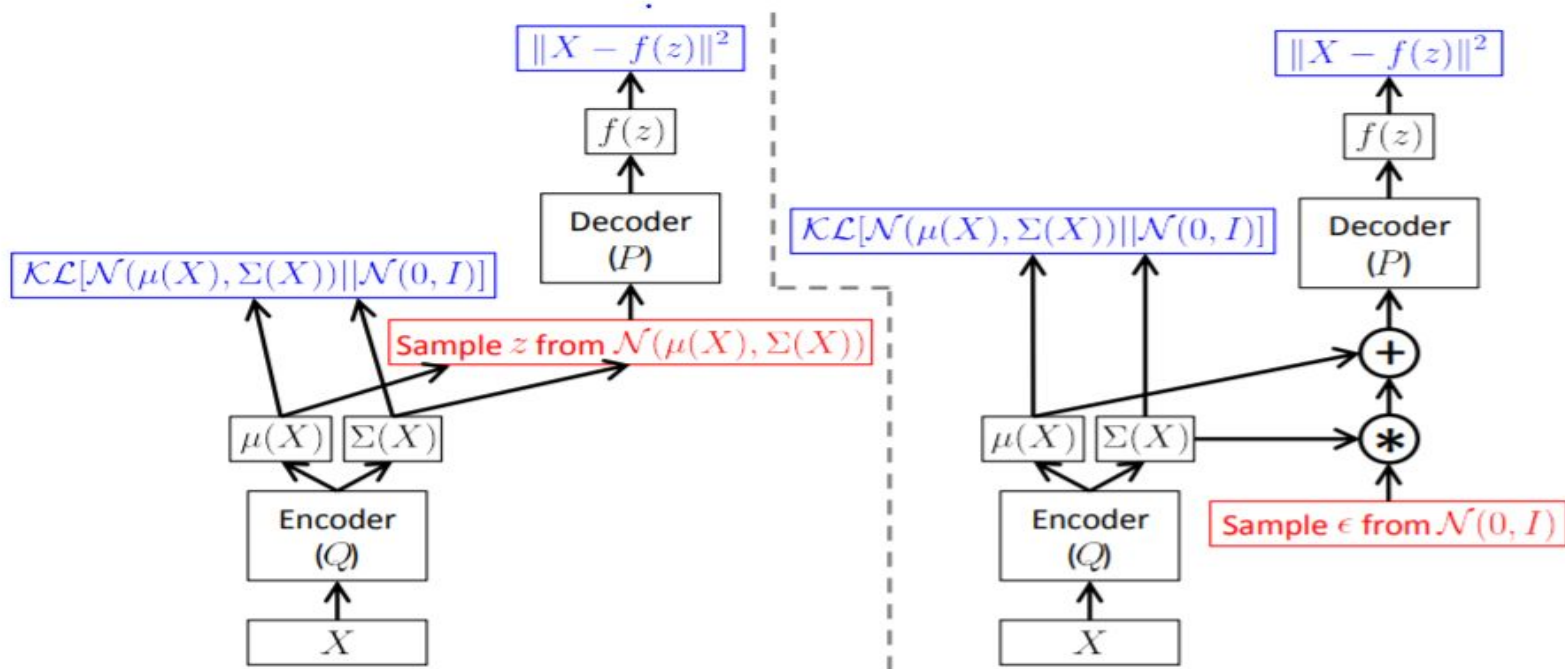 ‖X − f(z)‖²
f(z)
Decoder
(P)
𝒦ℒ[𝒩(μ(X), Σ(X))||𝒩(0, I)]
Sample z from 𝒩(μ(X), Σ(X))
μ(X)
Σ(X)
Encoder
(Q)
X
‖X − f(z)‖²
f(z)
Decoder
(P)
𝒦ℒ[𝒩(μ(X), Σ(X))||𝒩(0, I)]
+
*
μ(X)
Σ(X)
Encoder
(Q)
Sample ϵ from 𝒩(0, I)
X